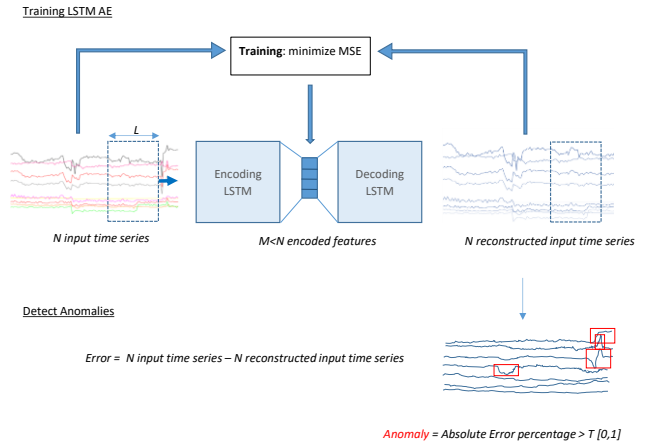 Training LSTM AE
Training: minimize MSE
L
Encoding
LSTM
Decoding
LSTM
N input time series
M<N encoded features
N reconstructed input time series
Detect Anomalies
Error = N input time series – N reconstructed input time series
Anomaly = Absolute Error percentage > T [0,1]